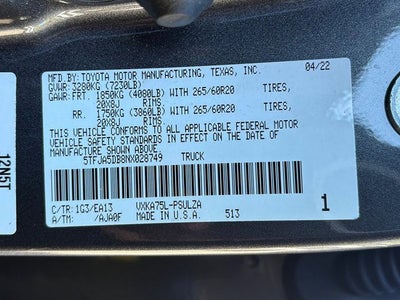 MFD.BY:TOYOTA MOTOR MANUFACTURING, TEXAS, INC. 04/22
GVWR:3280KG (7230LB)
GAWR:FRT. 1850KG (4080LB) WITH 265/60R20 TIRES,
20X8J RIMS.
RR. 1750KG (3860LB) WITH 265/60R20 TIRES,
20X8J RIMS.
THIS VEHICLE CONFORMS TO ALL APPLICABLE FEDERAL MOTOR
VEHICLE SAFETY STANDARDS IN EFFECT ON THE DATE OF
MANUFACTURE SHOWN ABOVE.
5TFJA5DB8NX028749 TRUCK
C/TR:1G3/EA13 VXKA75L-PSULZA
A/TM: /AJA0F 513
1
12N5T